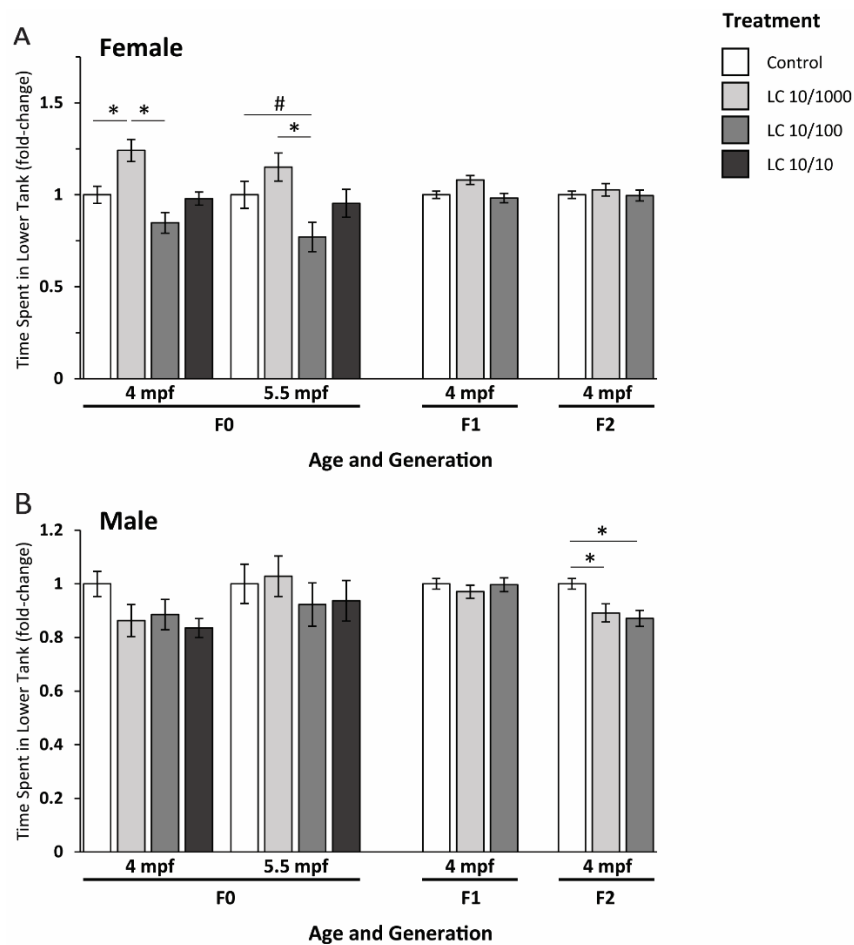 A
Female
Treatment
Control
LC 10/1000
LC 10/100
LC 10/10
Time Spent in Lower Tank (fold-change)
1.5
1
0.5
0
* *
#
*
4 mpf 5.5 mpf 4 mpf 4 mpf
F0 F1 F2
Age and Generation
B
Male
Time Spent in Lower Tank (fold-change)
1.2
1
0.8
0.6
0.4
0.2
0
*
*
4 mpf 5.5 mpf 4 mpf 4 mpf
F0 F1 F2
Age and Generation